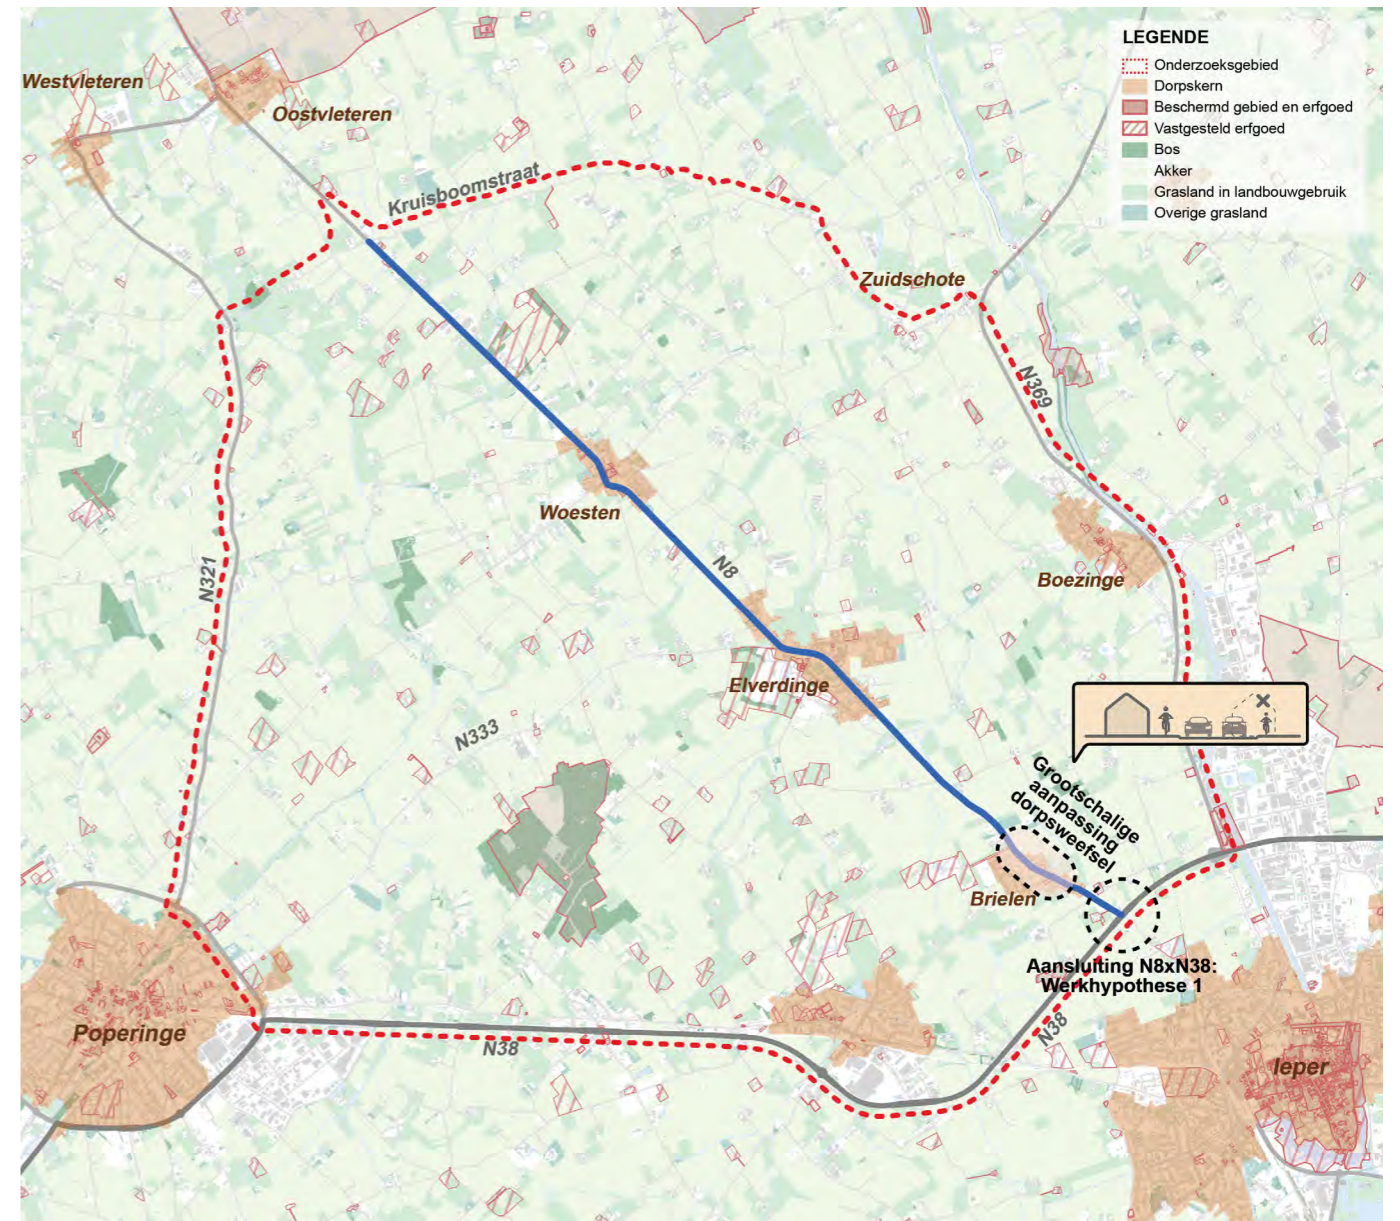 LEGENDE
Onderzoeksgebied
Dorpskern
Beschermd gebied en erfgoed
Vastgesteld erfgoed
Bos
Akker
Grasland in landbouwgebruik
Overige grasland
Westvleteren
Oostvleteren
Kruisboomstraat
Zuidschote
N369
Woesten
N8
N321
Boezinge
Elverdinge
N333
Grootschalige
aanpassing
dorpsweefsel
Brielen
Aansluiting N8xN38:
Werkhypothese 1
Poperinge
N38
N38
Ieper